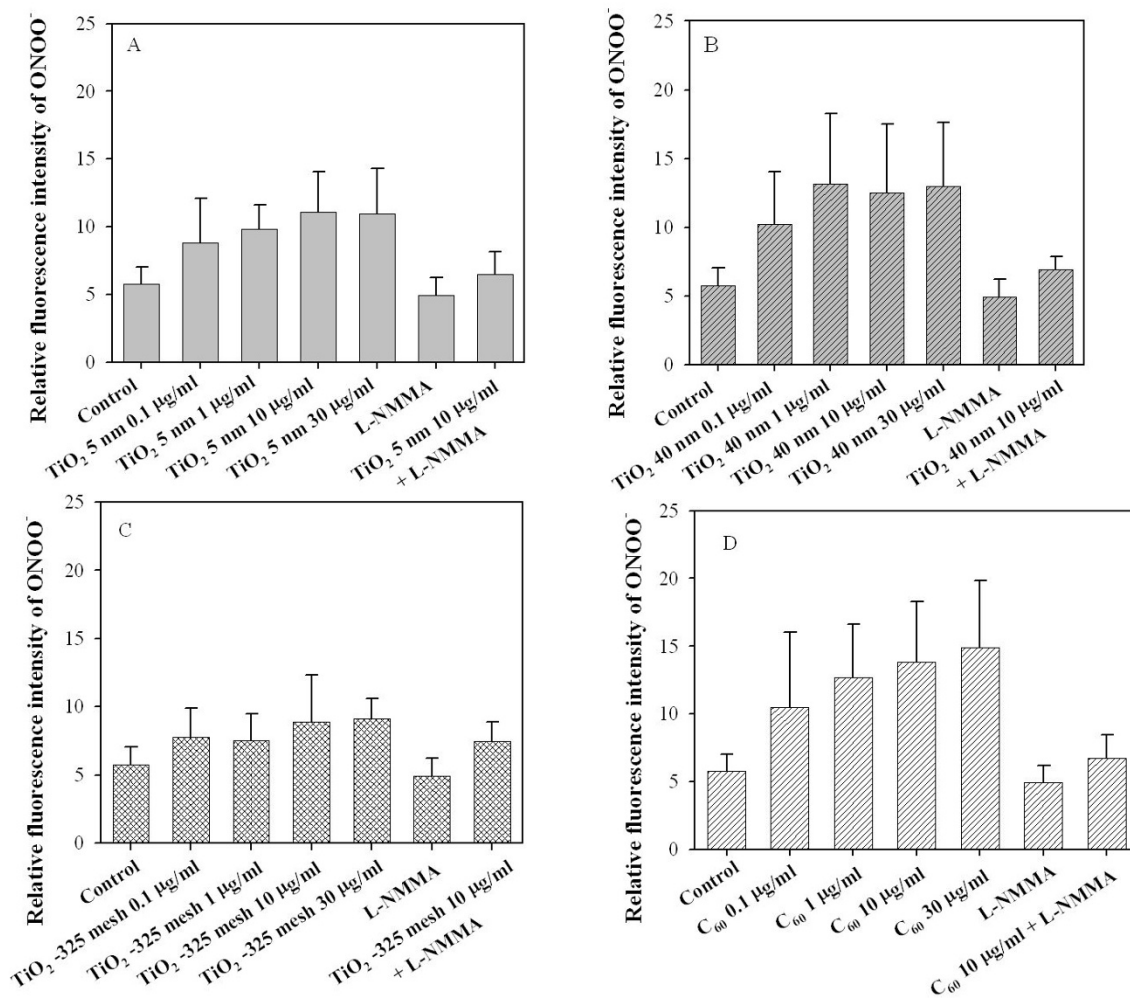 Relative fluorescence intensity of ONOO⁻
A
25
20
15
10
5
0
Control
TiO₂ 5 nm 0.1 µg/ml
TiO₂ 5 nm 1 µg/ml
TiO₂ 5 nm 10 µg/ml
TiO₂ 5 nm 30 µg/ml
L-NMMA
TiO₂ 5 nm 10 µg/ml
+ L-NMMA
Relative fluorescence intensity of ONOO⁻
B
25
20
15
10
5
0
Control
TiO₂ 40 nm 0.1 µg/ml
TiO₂ 40 nm 1 µg/ml
TiO₂ 40 nm 10 µg/ml
TiO₂ 40 nm 30 µg/ml
L-NMMA
TiO₂ 40 nm 10 µg/ml
+ L-NMMA
Relative fluorescence intensity of ONOO⁻
C
25
20
15
10
5
0
Control
TiO₂ -325 mesh 0.1 µg/ml
TiO₂ -325 mesh 1 µg/ml
TiO₂ -325 mesh 10 µg/ml
TiO₂ -325 mesh 30 µg/ml
L-NMMA
TiO₂ -325 mesh 10 µg/ml
+ L-NMMA
Relative fluorescence intensity of ONOO⁻
D
25
20
15
10
5
0
Control
C₆₀ 0.1 µg/ml
C₆₀ 1 µg/ml
C₆₀ 10 µg/ml
C₆₀ 30 µg/ml
L-NMMA
C₆₀ 10 µg/ml + L-NMMA